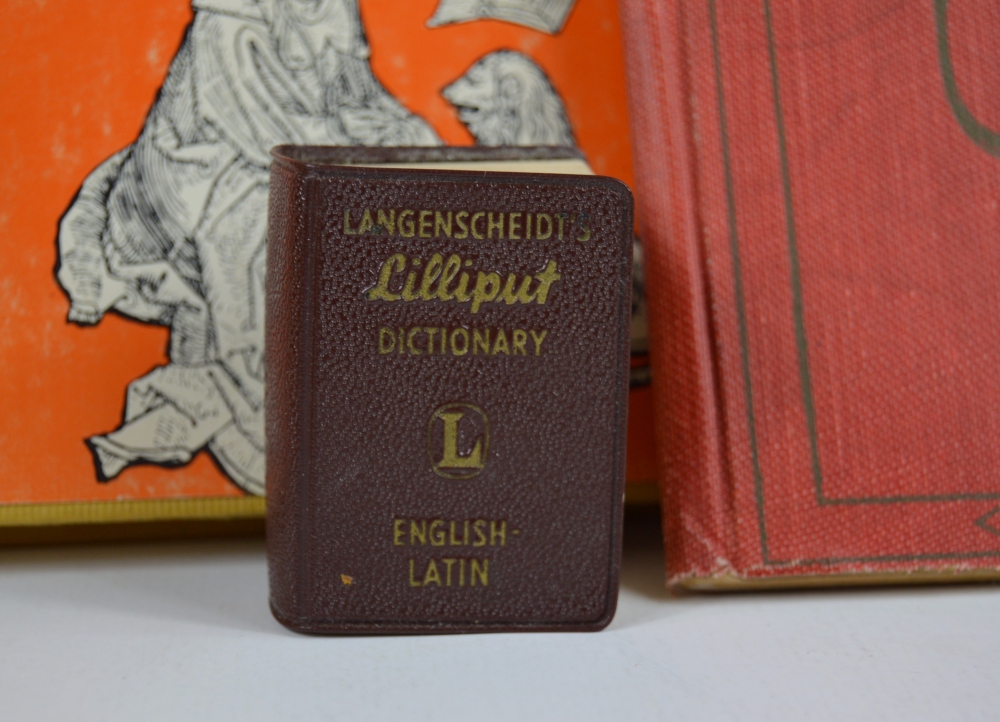 LANGENSCHEIDT'S
Lilliput
DICTIONARY
L
ENGLISH-
LATIN